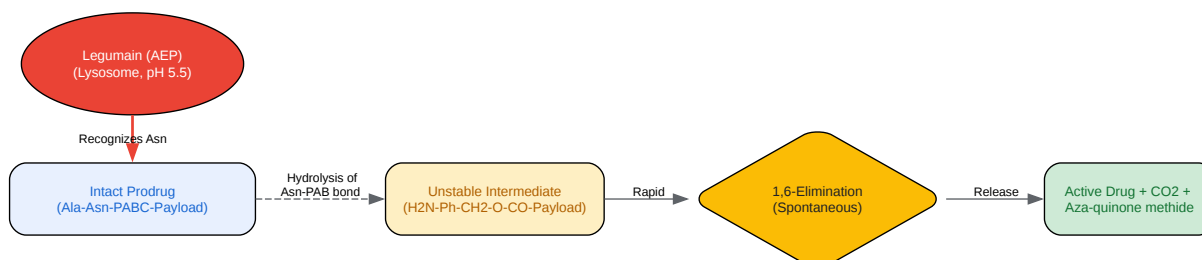 Legumain (AEP)
(Lysosome, pH 5.5)
Recognizes Asn
Intact Prodrug
(Ala-Asn-PABC-Payload)
Hydrolysis of
Asn-PAB bond
Unstable Intermediate
(H2N-Ph-CH2-O-CO-Payload)
Rapid
1,6-Elimination
(Spontaneous)
Release
Active Drug + CO2 +
Aza-quinone methide